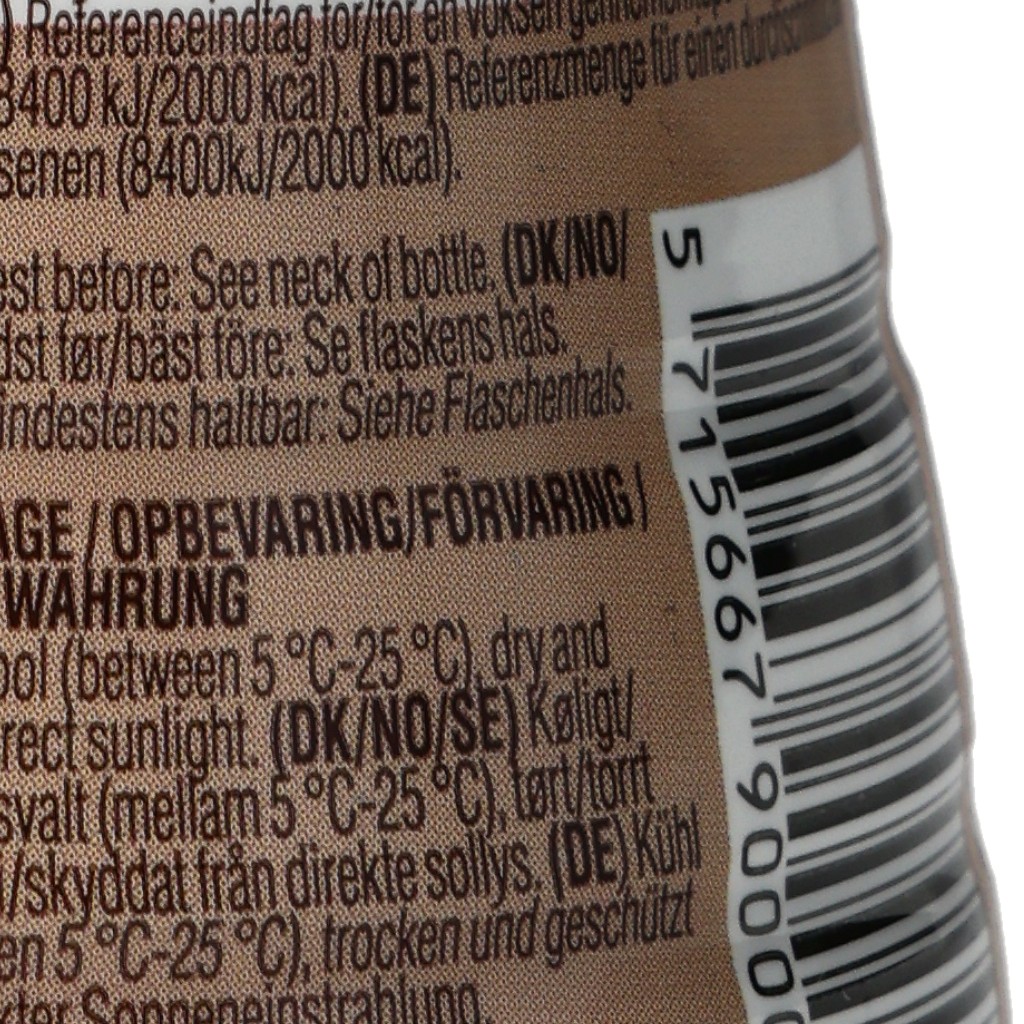 ) Referenceindtag for/för en voksen
8400 kJ/2000 kcal). (DE) Referenzmenge für einen
senen (8400kJ/2000 kcal).
est before: See neck of bottle. (DK/NO/
dst før/bäst före: Se flaskens hals.
indestens haltbar: Siehe Flaschenhals.
AGE / OPBEVARING/FÖRVARING /
WAHRUNG
ool (between 5 °C-25 °C), dry and
rect sunlight. (DK/NO/SE) Køligt/
svalt (mellam 5 °C-25 °C), tørt/torrt
/skyddat från direkte sollys. (DE) Kühl
en 5 °C-25 °C), trocken und geschützt
kter Sonneneinstrahlung.
5 715667 9000